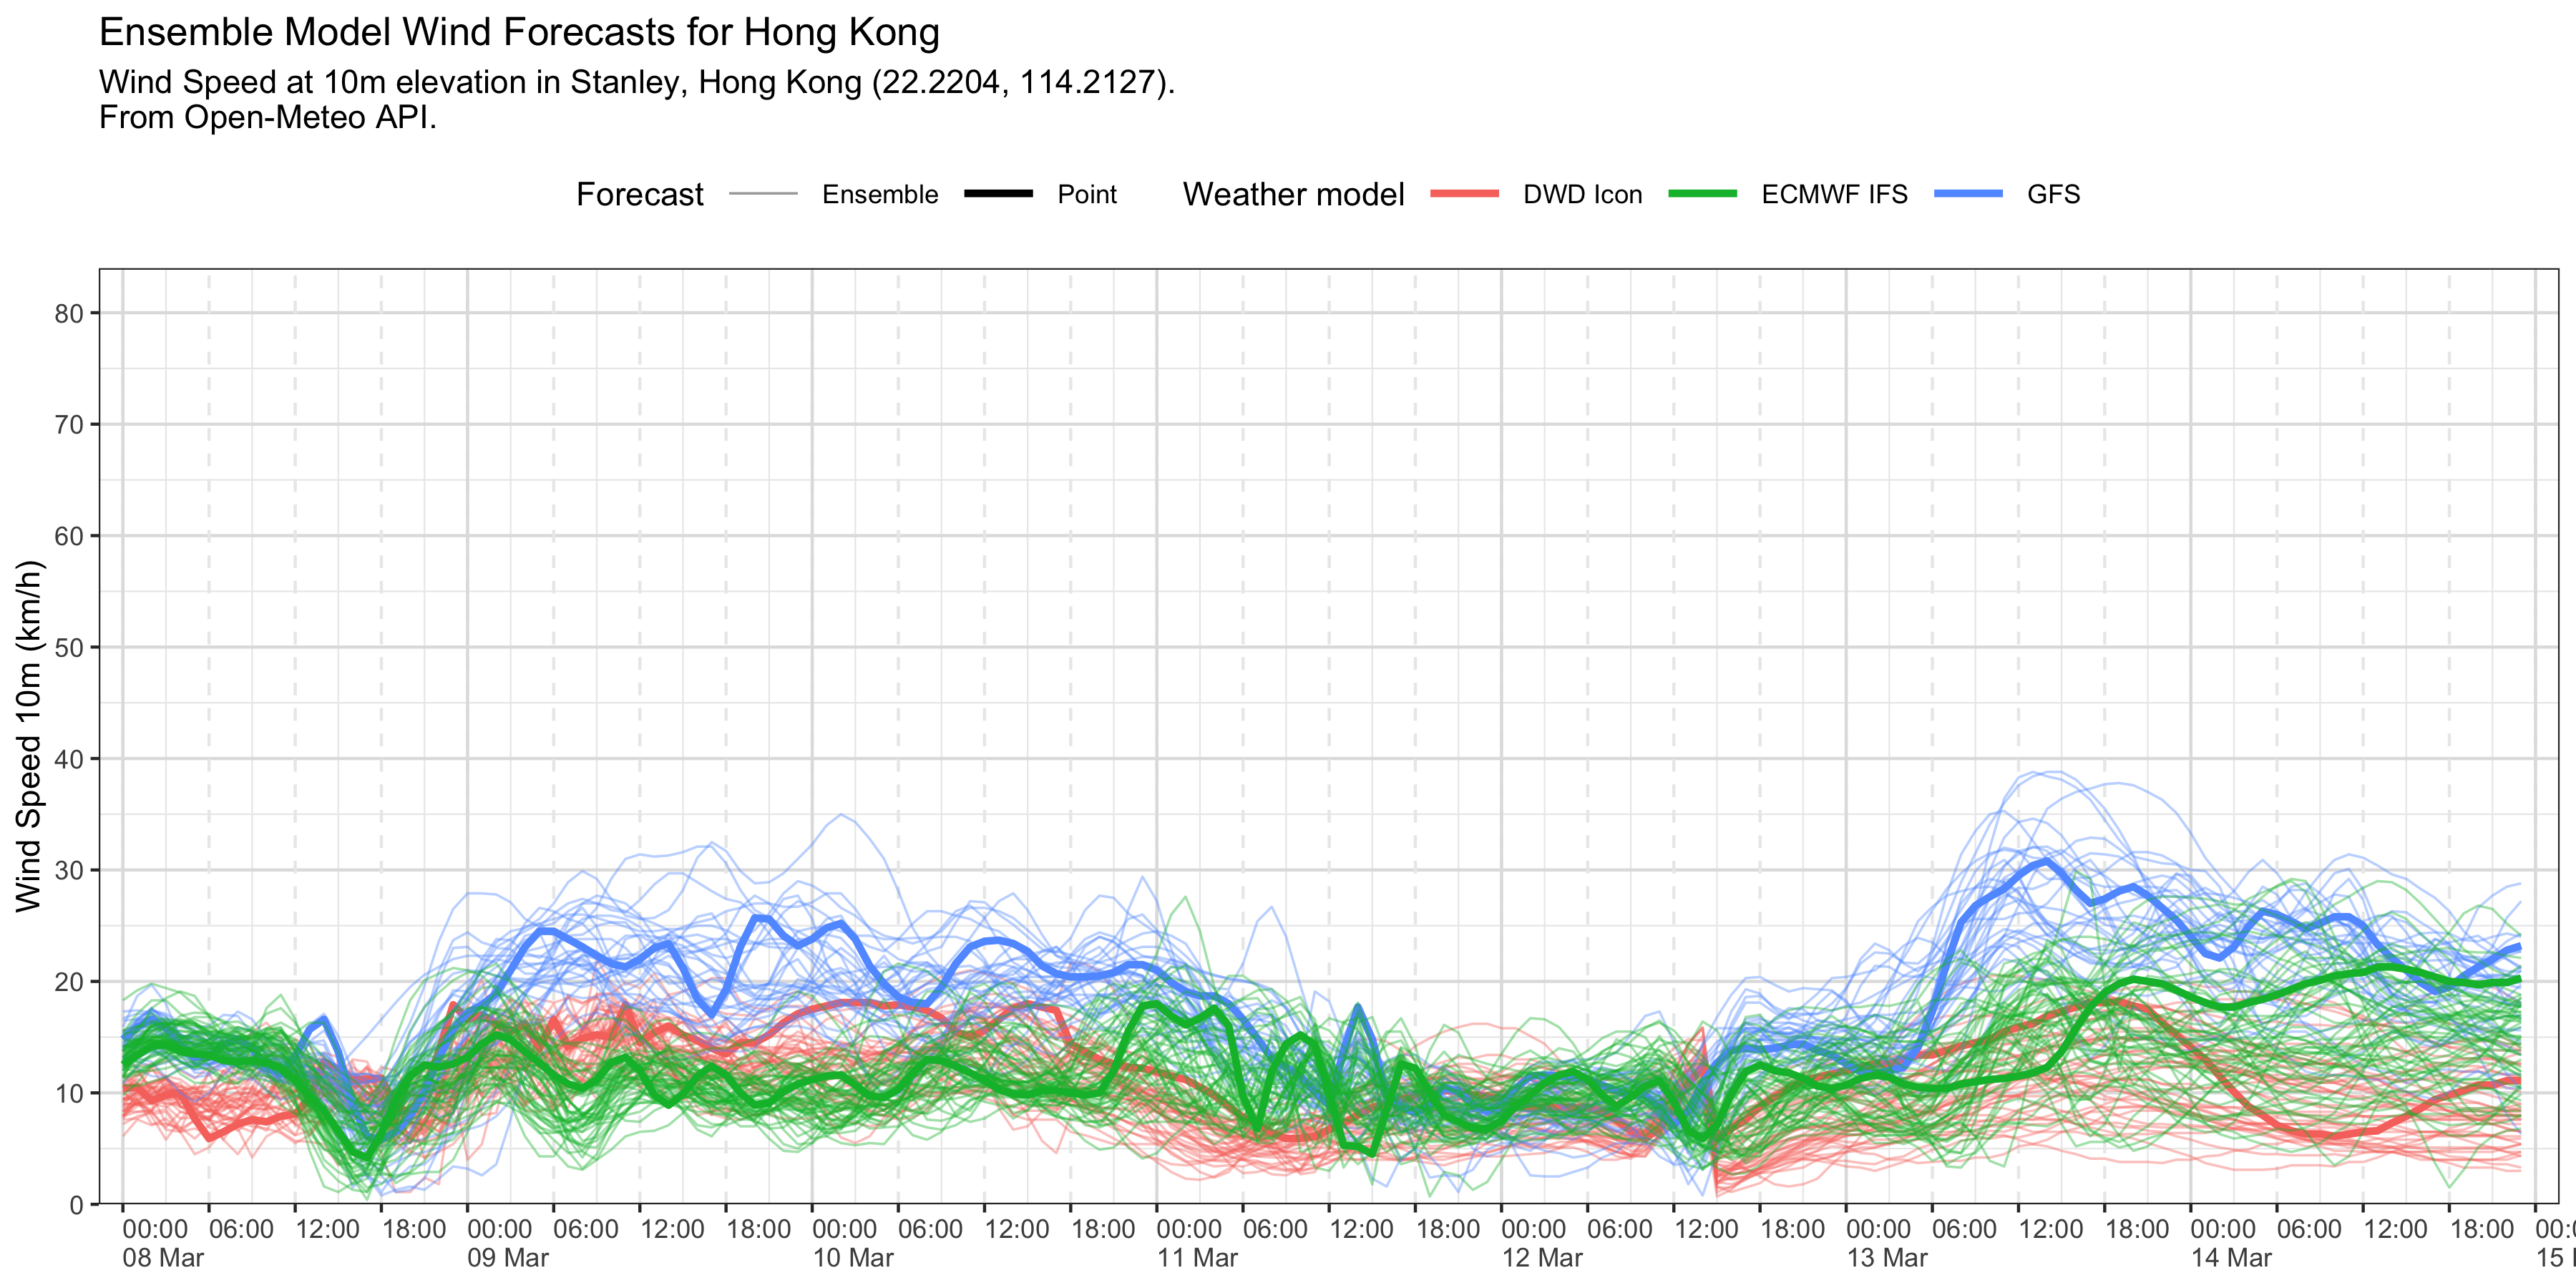 Ensemble Model Wind Forecasts for Hong Kong
Wind Speed at 10m elevation in Stanley, Hong Kong (22.2204, 114.2127).
From Open-Meteo API.
Forecast Ensemble Point Weather model DWD Icon ECMWF IFS GFS
Wind Speed 10m (km/h)
80
70
60
50
40
30
20
10
0
00:00 06:00 12:00 18:00 00:00 06:00 12:00 18:00 00:00 06:00 12:00 18:00 00:00 06:00 12:00 18:00 00:00 06:00 12:00 18:00 00:00 06:00 12:00 18:00 00:00 06:00 12:00 18:00
08 Mar 09 Mar 10 Mar 11 Mar 12 Mar 13 Mar 14 Mar 15